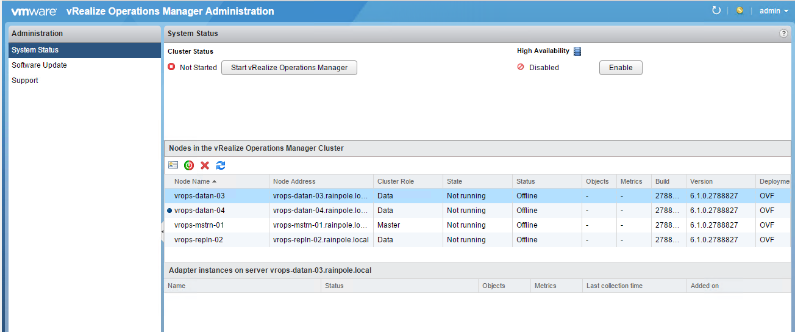 vmware vRealize Operations Manager Administration admin
Administration
System Status
Software Update
Support
System Status ?
Cluster Status High Availability
Not Started Start vRealize Operations Manager Disabled Enable
Nodes in the vRealize Operations Manager Cluster
Node Name Node Address Cluster Role State Status Objects Metrics Build Version Deployme
vrops-datan-03 vrops-datan-03.rainpole.lo... Data Not running Offline - - 2788... 6.1.0.2788827 OVF
vrops-datan-04 vrops-datan-04.rainpole.lo... Data Not running Offline - - 2788... 6.1.0.2788827 OVF
vrops-mstrn-01 vrops-mstrn-01.rainpole.lo... Master Not running Offline - - 2788... 6.1.0.2788827 OVF
vrops-repln-02 vrops-repln-02.rainpole.local Data Not running Offline - - 2788... 6.1.0.2788827 OVF
Adapter instances on server vrops-datan-03.rainpole.local
Name Status Objects Metrics Last collection time Added on